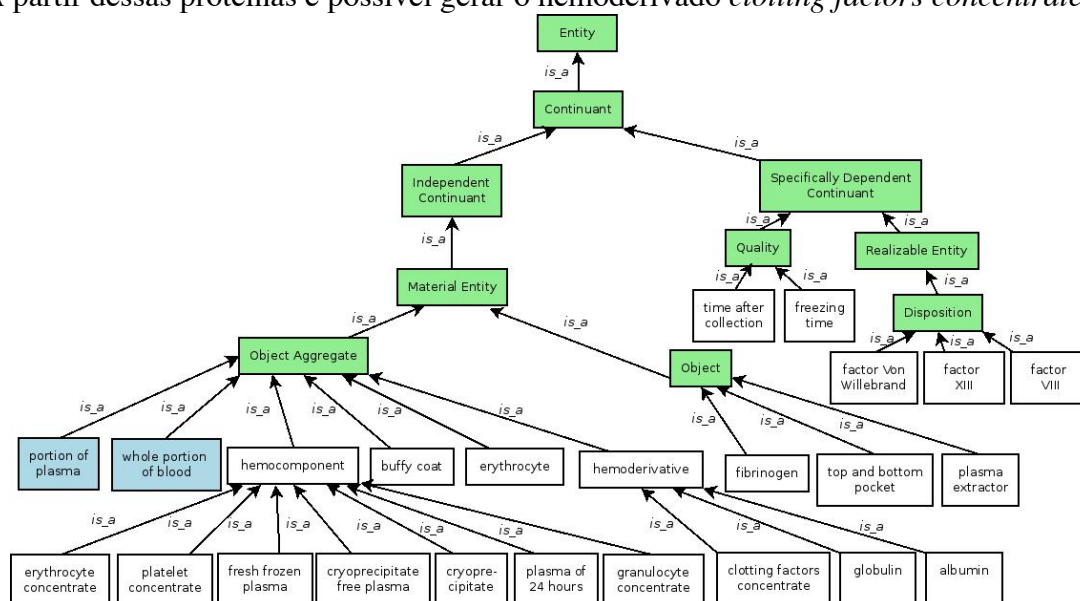 A partir dessas proteínas é possível gerar o hemoderivado clotting factors concentrate
Entity
is_a
Continuant
is_a
is_a
Independent
Continuant
Specifically Dependent
Continuant
is_a
is_a
is_a
Quality
Realizable Entity
is_a
is_a
is_a
Material Entity
time after
collection
freezing
time
Disposition
is_a
is_a
is_a
is_a
is_a
Object Aggregate
Object
factor Von
Willebrand
factor
XIII
factor
VIII
is_a
is_a
is_a
is_a
is_a
is_a
is_a
is_a
is_a
portion of
plasma
whole portion
of blood
hemocomponent
buffy coat
erythrocyte
hemoderivative
fibrinogen
top and bottom
pocket
plasma
extractor
is_a
is_a
is_a
is_a
is_a
is_a
is_a
is_a
is_a
is_a
erythrocyte
concentrate
platelet
concentrate
fresh frozen
plasma
cryoprecipitate
free plasma
cryopre-
cipitate
plasma of
24 hours
granulocyte
concentrate
clotting factors
concentrate
globulin
albumin